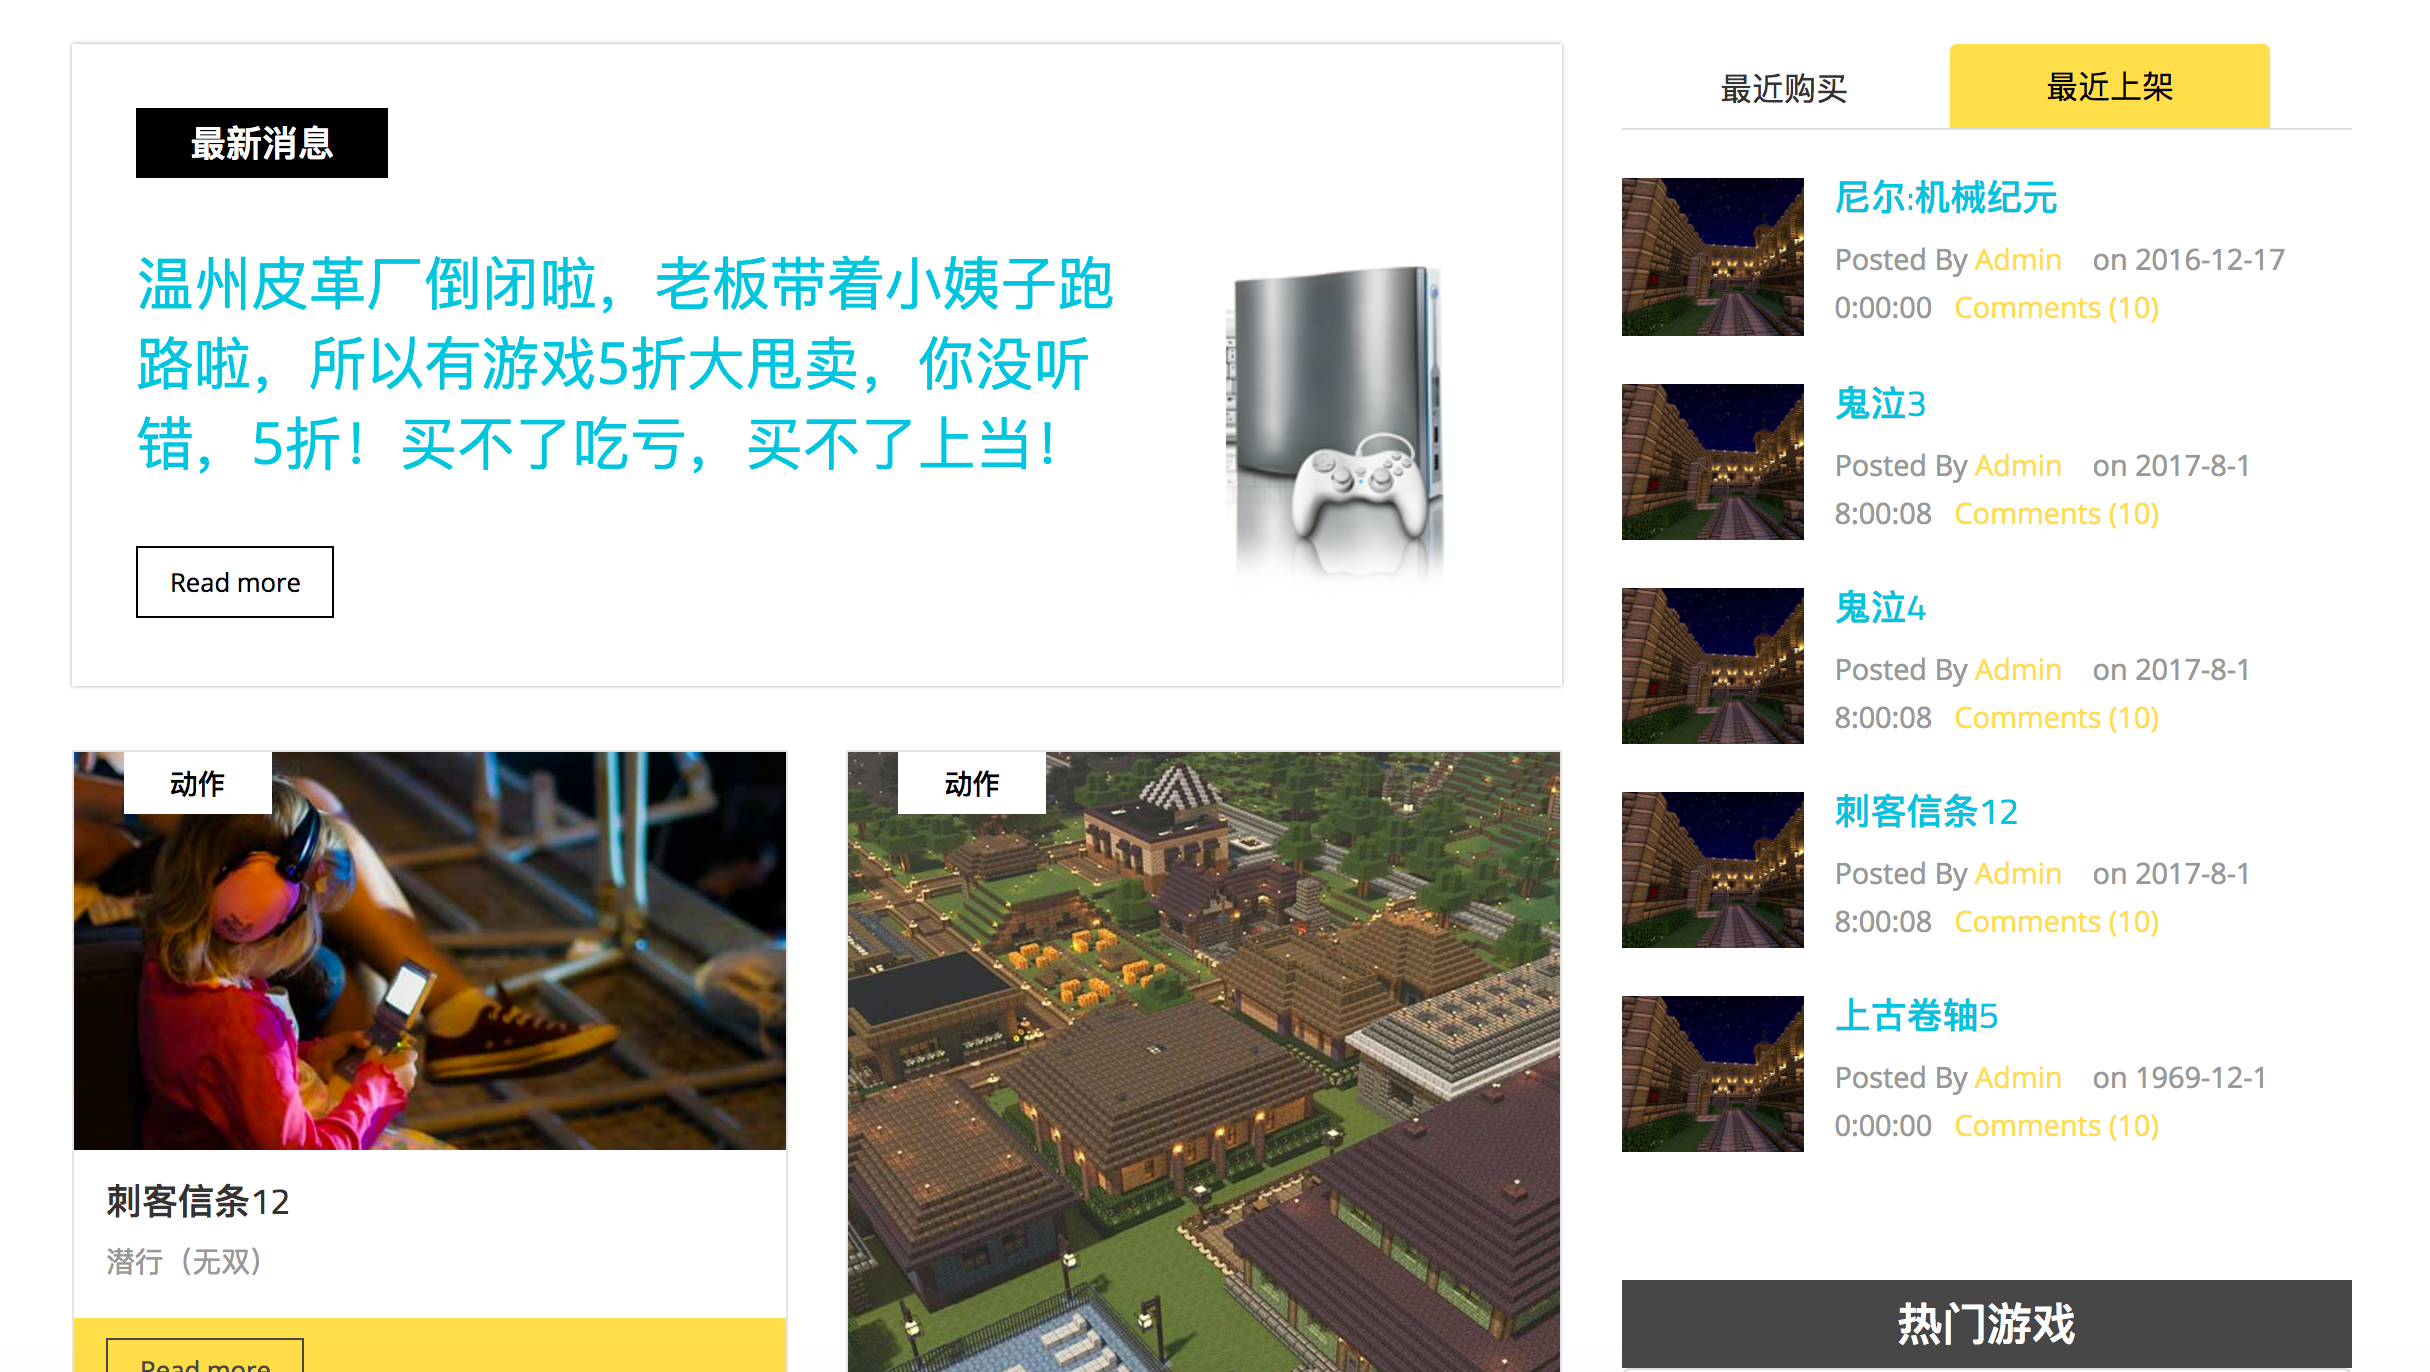 最新消息
温州皮革厂倒闭啦，老板带着小姨子跑
路啦，所以有游戏5折大甩卖，你没听
错，5折！买不了吃亏，买不了上当！
Read more
动作
刺客信条12
潜行（无双）
Read more
动作
最近购买
最近上架
尼尔:机械纪元
Posted By Admin on 2016-12-17
0:00:00 Comments (10)
鬼泣3
Posted By Admin on 2017-8-1
8:00:08 Comments (10)
鬼泣4
Posted By Admin on 2017-8-1
8:00:08 Comments (10)
刺客信条12
Posted By Admin on 2017-8-1
8:00:08 Comments (10)
上古卷轴5
Posted By Admin on 1969-12-1
0:00:00 Comments (10)
热门游戏